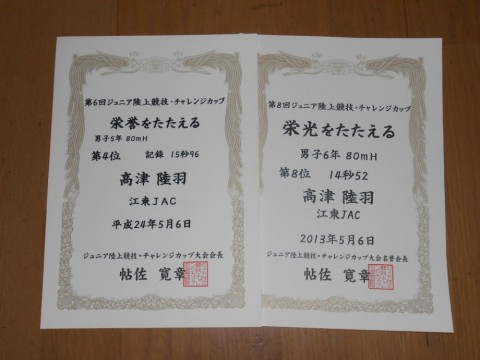 第6回ジュニア陸上競技・チャレンジカップ
栄誉をたたえる
男子5年 80mH
第4位 記録 15秒96
高津 陸羽
江東JAC
平成24年5月6日
ジュニア陸上競技・チャレンジカップ大会会長
帖佐 寛章
第8回ジュニア陸上競技・チャレンジカップ
栄光をたたえる
男子6年 80mH
第8位 14秒52
高津 陸羽
江東JAC
2013年5月6日
ジュニア陸上競技・チャレンジカップ大会名誉会長
帖佐 寛章